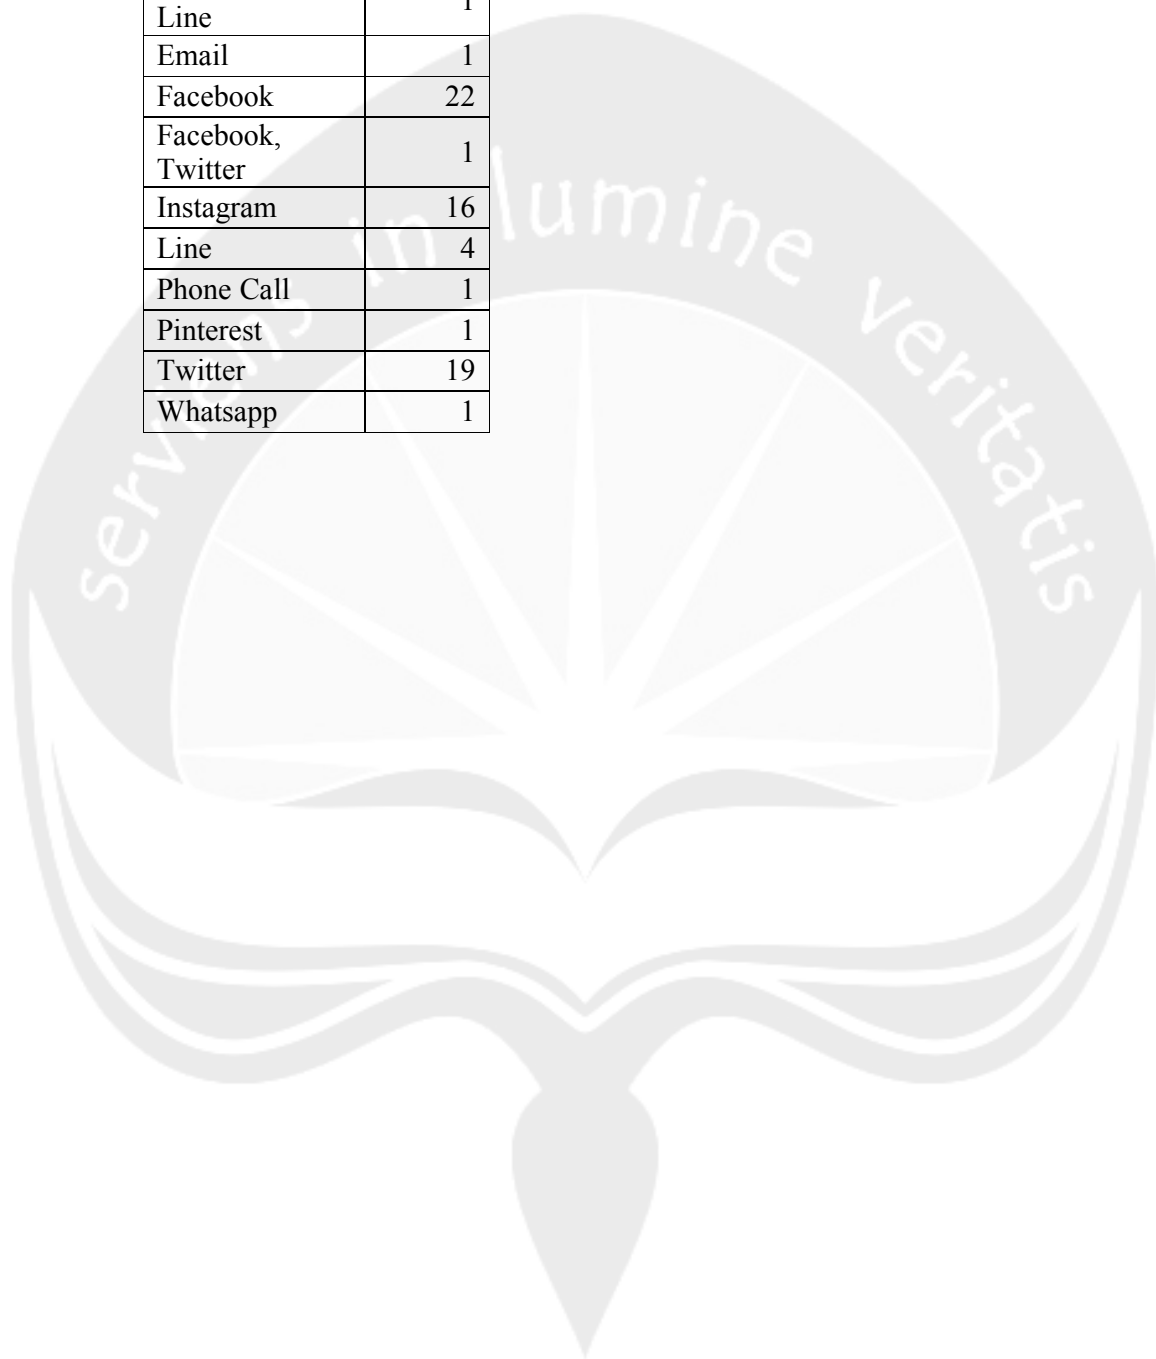 Line 1
Email 1
Facebook 22
Facebook,
Twitter 1
Instagram 16
Line 4
Phone Call 1
Pinterest 1
Twitter 19
Whatsapp 1
serviens in lumine veritatis